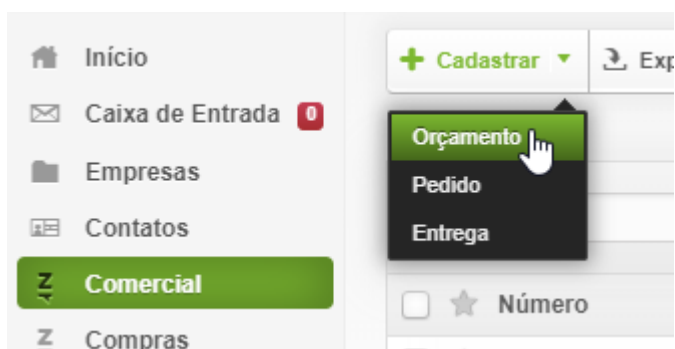 Início
Caixa de Entrada 0
Empresas
Contatos
Comercial
Compras
Cadastrar
Exp
Orçamento
Pedido
Entrega
Número